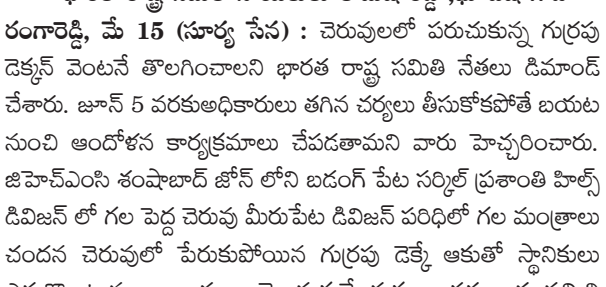 రంగారెడ్డి, మే 15 (సూర్య సేన) : చెరువులలో పరుచుకున్న గుర్రపు
డెక్కన్ వెంటనే తొలగించాలని భారత రాష్ట్ర సమితి నేతలు డిమాండ్
చేశారు. జూన్ 5 వరకుఅధికారులు తగిన చర్యలు తీసుకోకపోతే బయట
నుంచి ఆందోళన కార్యక్రమాలు చేపడతామని వారు హెచ్చరించారు.
జిహెచ్ఎంసి శంషాబాద్ జోన్ లోని బడంగ్ పేట సర్కిల్ ప్రశాంతి హిల్స్
డివిజన్ లో గల పెద్ద చెరువు మీరుపేట డివిజన్ పరిధిలో గల మంత్రాలు
చందన చెరువులో పేరుకుపోయిన గుర్రపు డెక్కే ఆకుతో స్థానికులు